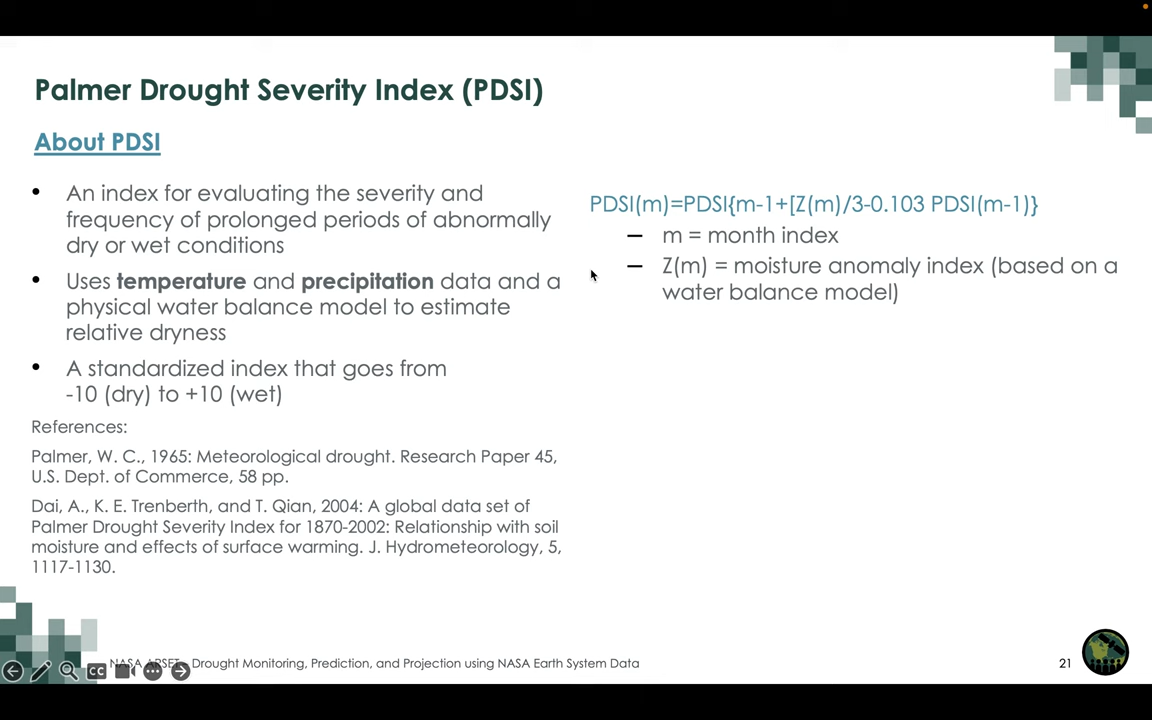 Palmer Drought Severity Index (PDSI)
About PDSI
• An index for evaluating the severity and
frequency of prolonged periods of abnormally
dry or wet conditions
• Uses temperature and precipitation data and a
physical water balance model to estimate
relative dryness
• A standardized index that goes from
-10 (dry) to +10 (wet)
References:
Palmer, W. C., 1965: Meteorological drought. Research Paper 45,
U.S. Dept. of Commerce, 58 pp.
Dai, A., K. E. Trenberth, and T. Qian, 2004: A global data set of
Palmer Drought Severity Index for 1870-2002: Relationship with soil
moisture and effects of surface warming. J. Hydrometeorology, 5,
1117-1130.
PDSI(m)=PDSI{m-1+[Z(m)/3-0.103 PDSI(m-1)}
– m = month index
– Z(m) = moisture anomaly index (based on a
water balance model)
CC
NASA ARSET – Drought Monitoring, Prediction, and Projection using NASA Earth System Data
21